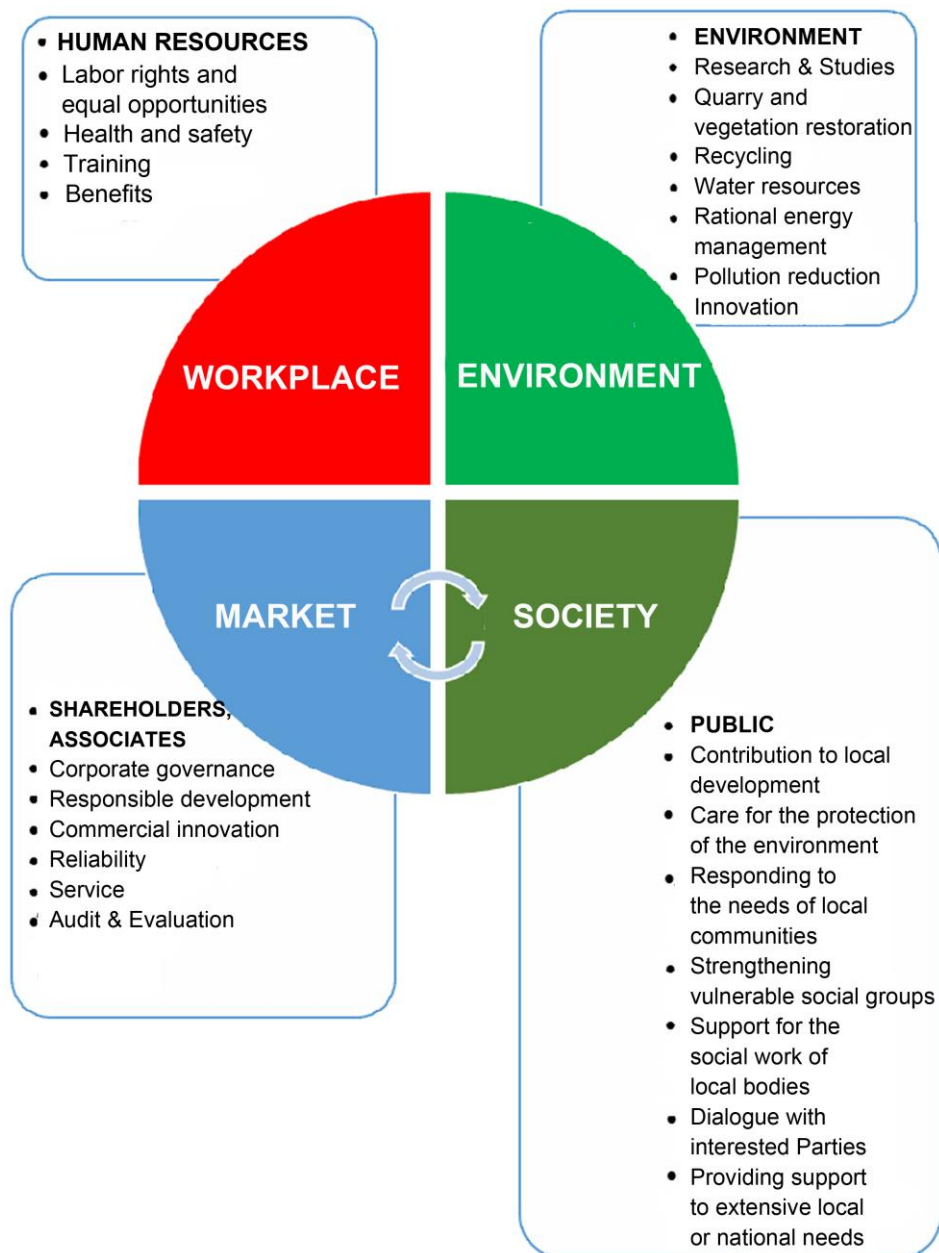 • HUMAN RESOURCES
• Labor rights and
equal opportunities
• Health and safety
• Training
• Benefits
• ENVIRONMENT
• Research & Studies
• Quarry and
vegetation restoration
• Recycling
• Water resources
• Rational energy
management
• Pollution reduction
Innovation
WORKPLACE
ENVIRONMENT
MARKET
SOCIETY
• SHAREHOLDERS,
ASSOCIATES
• Corporate governance
• Responsible development
• Commercial innovation
• Reliability
• Service
• Audit & Evaluation
• PUBLIC
• Contribution to local
development
• Care for the protection
of the environment
• Responding to
the needs of local
communities
• Strengthening
vulnerable social groups
• Support for the
social work of
local bodies
• Dialogue with
interested Parties
• Providing support
to extensive local
or national needs